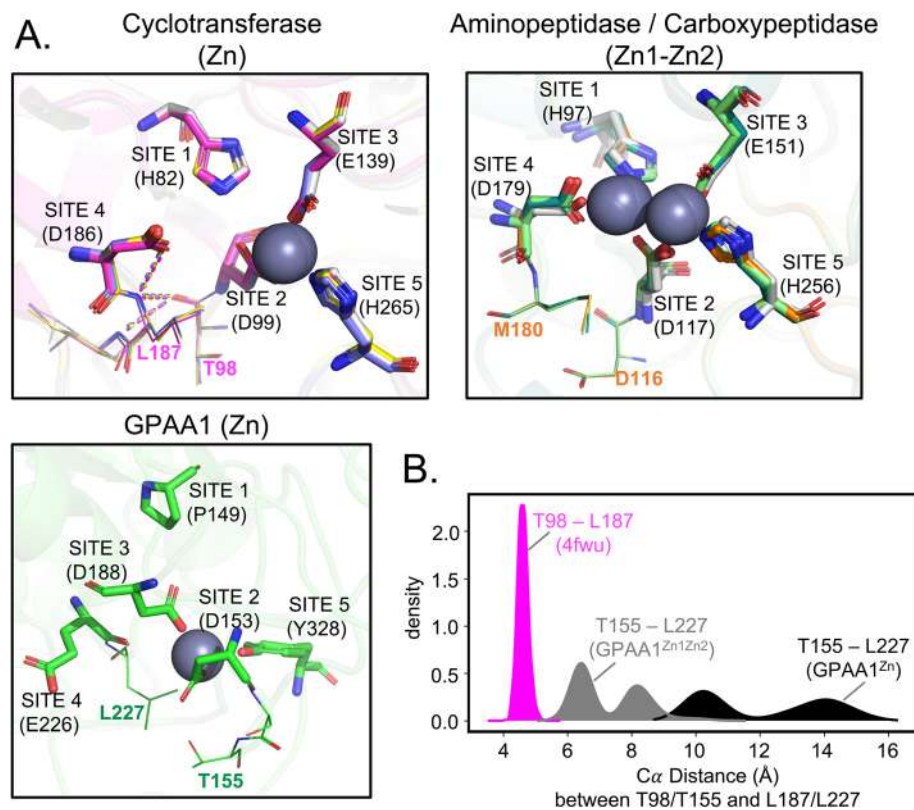 A.
Cyclotransferase
(Zn)
SITE 1
(H82)
SITE 3
(E139)
SITE 4
(D186)
SITE 2
(D99)
SITE 5
(H265)
L187
T98
Aminopeptidase / Carboxypeptidase
(Zn1-Zn2)
SITE 1
(H97)
SITE 3
(E151)
SITE 4
(D179)
SITE 5
(H256)
SITE 2
(D117)
M180
D116
GPAA1 (Zn)
SITE 1
(P149)
SITE 3
(D188)
SITE 2
(D153)
SITE 5
(Y328)
SITE 4
(E226)
L227
T155
B.
density
2.0
1.5
1.0
0.5
0.0
T98 – L187
(4fwu)
T155 – L227
(GPAA1Zn1Zn2)
T155 – L227
(GPAA1Zn)
4 6 8 10 12 14 16
Cα Distance (Å)
between T98/T155 and L187/L227